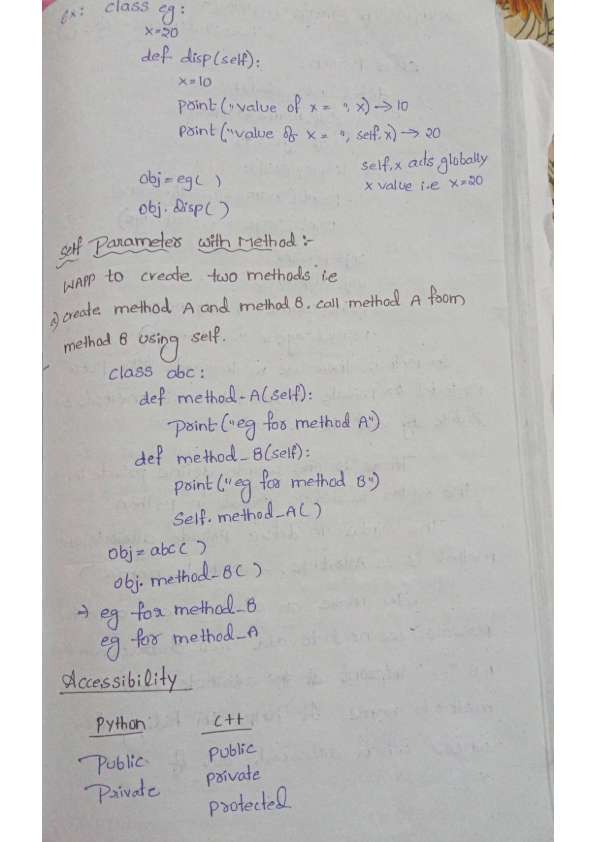 ex: class eg:
x=20
def disp(self):
x=10
print("value of x = ", x) → 10
print("value of x = ", self.x) → 20
self.x acts globally
obj=eg( )
x value i.e x=20
obj. Disp( )
self Parameter with Method :-
WAPP to create two methods i.e
a) create method A and method B. call method A from
method B using self.
class abc:
def method-A(self):
print("eg for method A")
def method_B(self):
print("eg for method B")
Self. method_A( )
obj=abc( )
obj. method-B( )
→ eg for method_B
eg for method_A
Accessibility
Python C++
Public public
Private private
protected